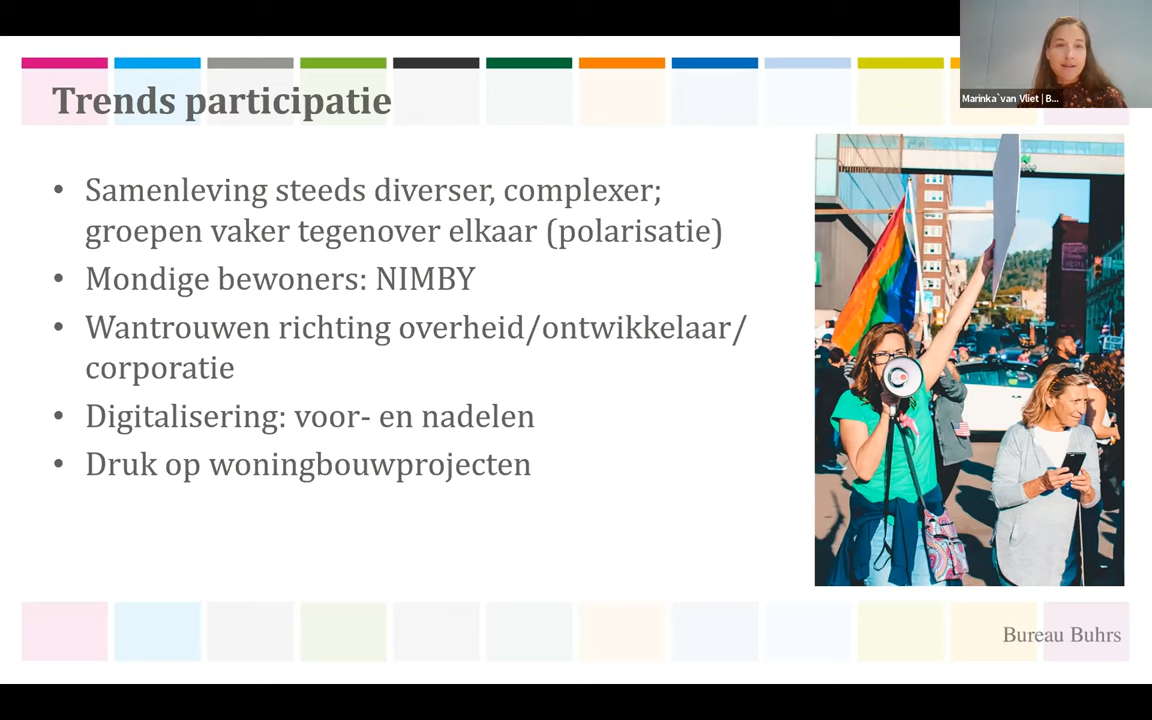 Marinka`van Vliet | B...
Trends participatie
• Samenleving steeds diverser, complexer;
groepen vaker tegenover elkaar (polarisatie)
• Mondige bewoners: NIMBY
• Wantrouwen richting overheid/ontwikkelaar/
corporatie
• Digitalisering: voor- en nadelen
• Druk op woningbouwprojecten
Bureau Buhrs